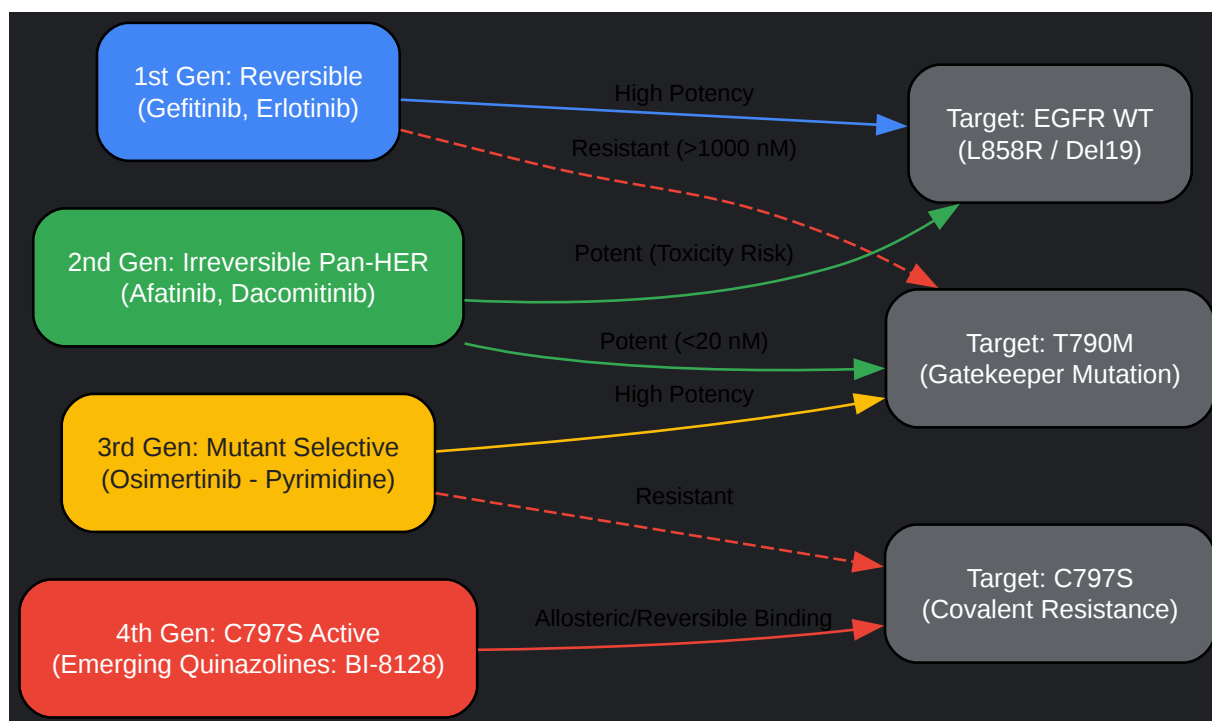 1st Gen: Reversible
(Gefitinib, Erlotinib)
High Potency
Target: EGFR WT
(L858R / Del19)
Resistant (>1000 nM)
2nd Gen: Irreversible Pan-HER
(Afatinib, Dacomitinib)
Potent (Toxicity Risk)
Potent (<20 nM)
Target: T790M
(Gatekeeper Mutation)
High Potency
3rd Gen: Mutant Selective
(Osimertinib - Pyrimidine)
Resistant
Target: C797S
(Covalent Resistance)
Allosteric/Reversible Binding
4th Gen: C797S Active
(Emerging Quinazolines: BI-8128)